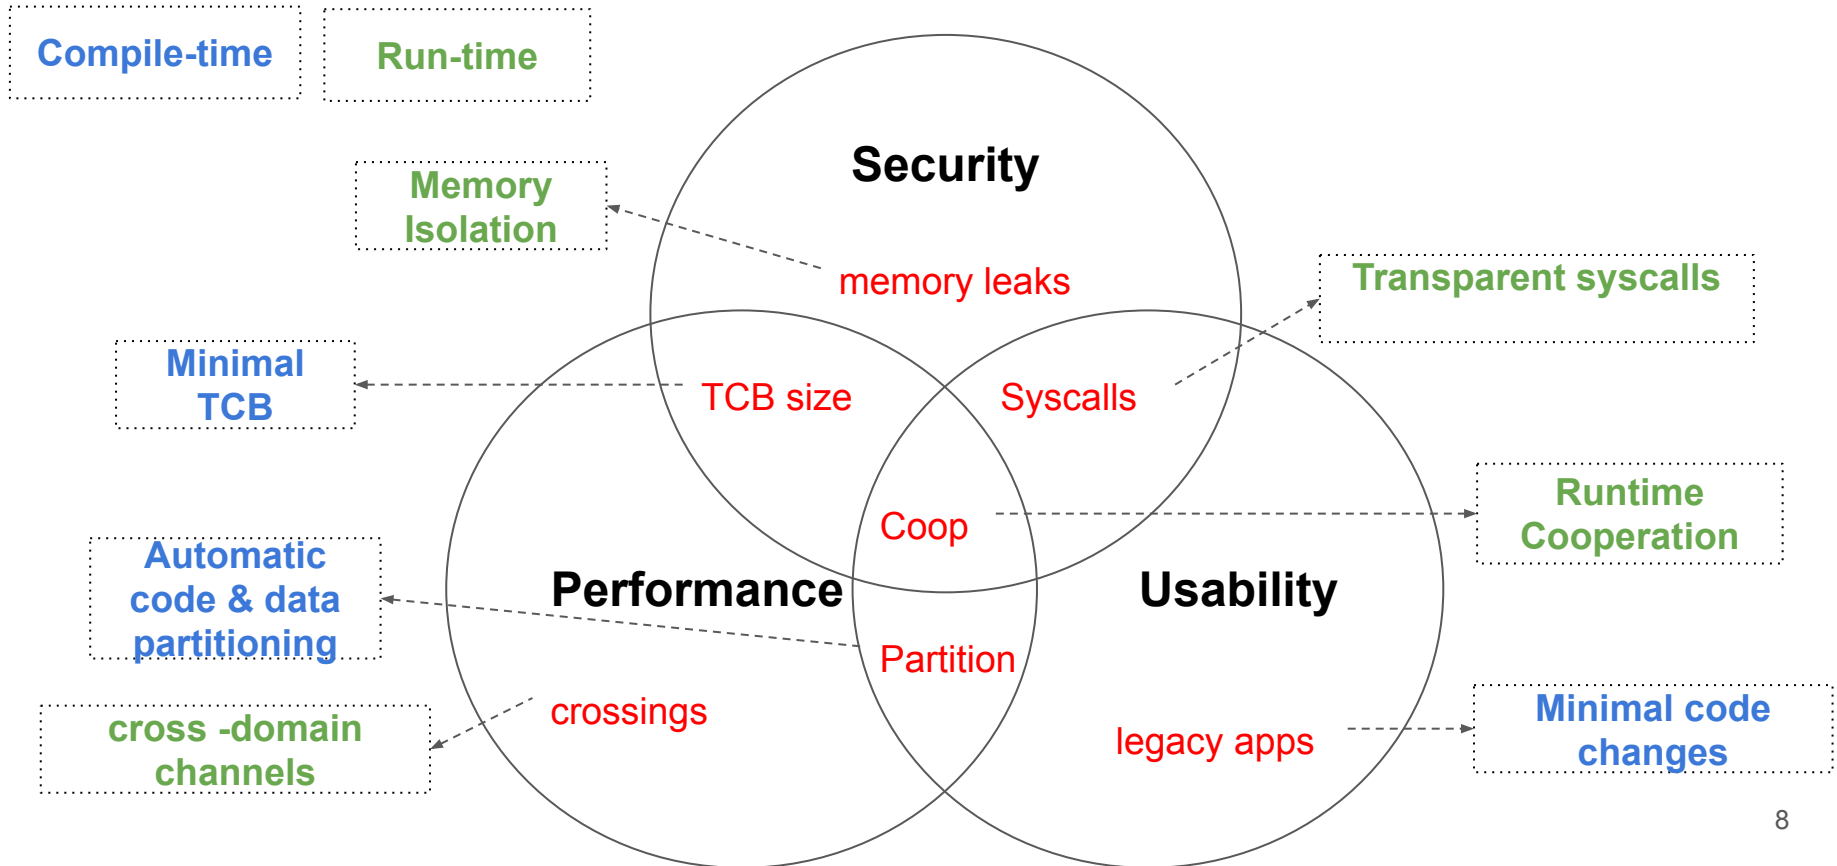 Compile-time
Run-time
Security
Memory
Isolation
memory leaks
Transparent syscalls
Minimal
TCB
TCB size
Syscalls
Coop
Runtime
Cooperation
Automatic
code & data
partitioning
Performance
Usability
Partition
crossings
cross -domain
channels
legacy apps
Minimal code
changes
8